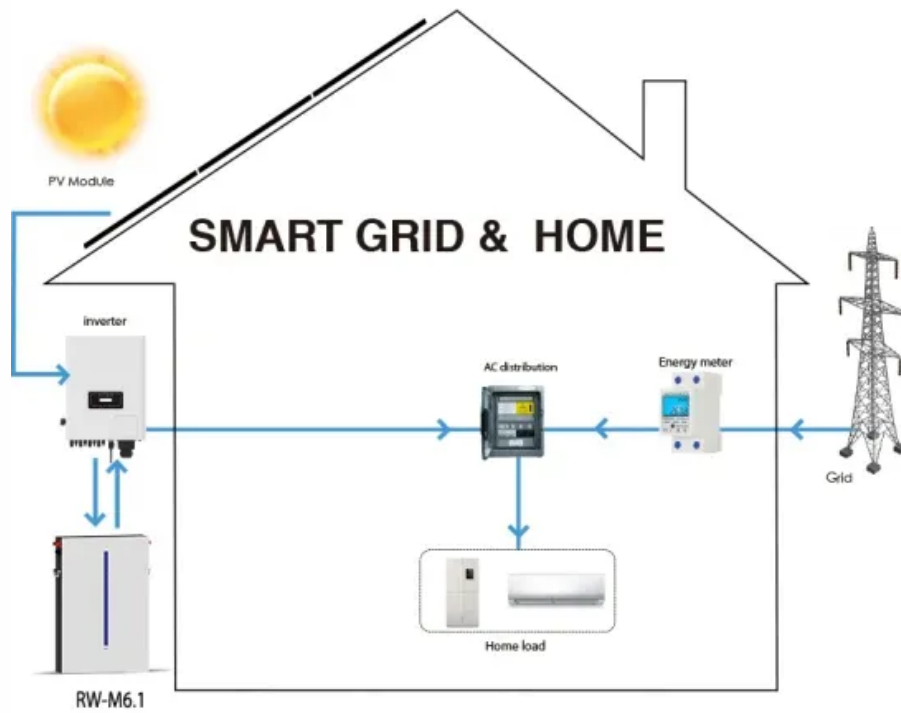 PV Module
SMART GRID & HOME
inverter
AC distribution
Energy meter
Grid
Home load
RW-M6.1